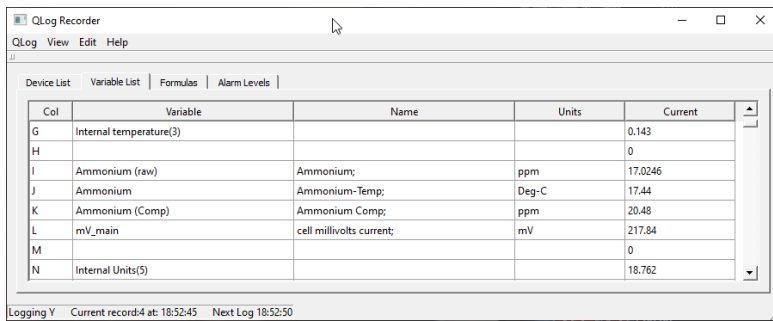 QLog Recorder
QLog View Edit Help
Device List Variable List Formulas Alarm Levels
Col Variable Name Units Current
G Internal temperature(3) 0.143
H 0
I Ammonium (raw) Ammonium; ppm 17.0246
J Ammonium Ammonium-Temp; Deg-C 17.44
K Ammonium (Comp) Ammonium Comp; ppm 20.48
L mV_main cell millivolts current; mV 217.84
M 0
N Internal Units(5) 18.762
Logging Y Current record:4 at: 18:52:45 Next Log 18:52:50